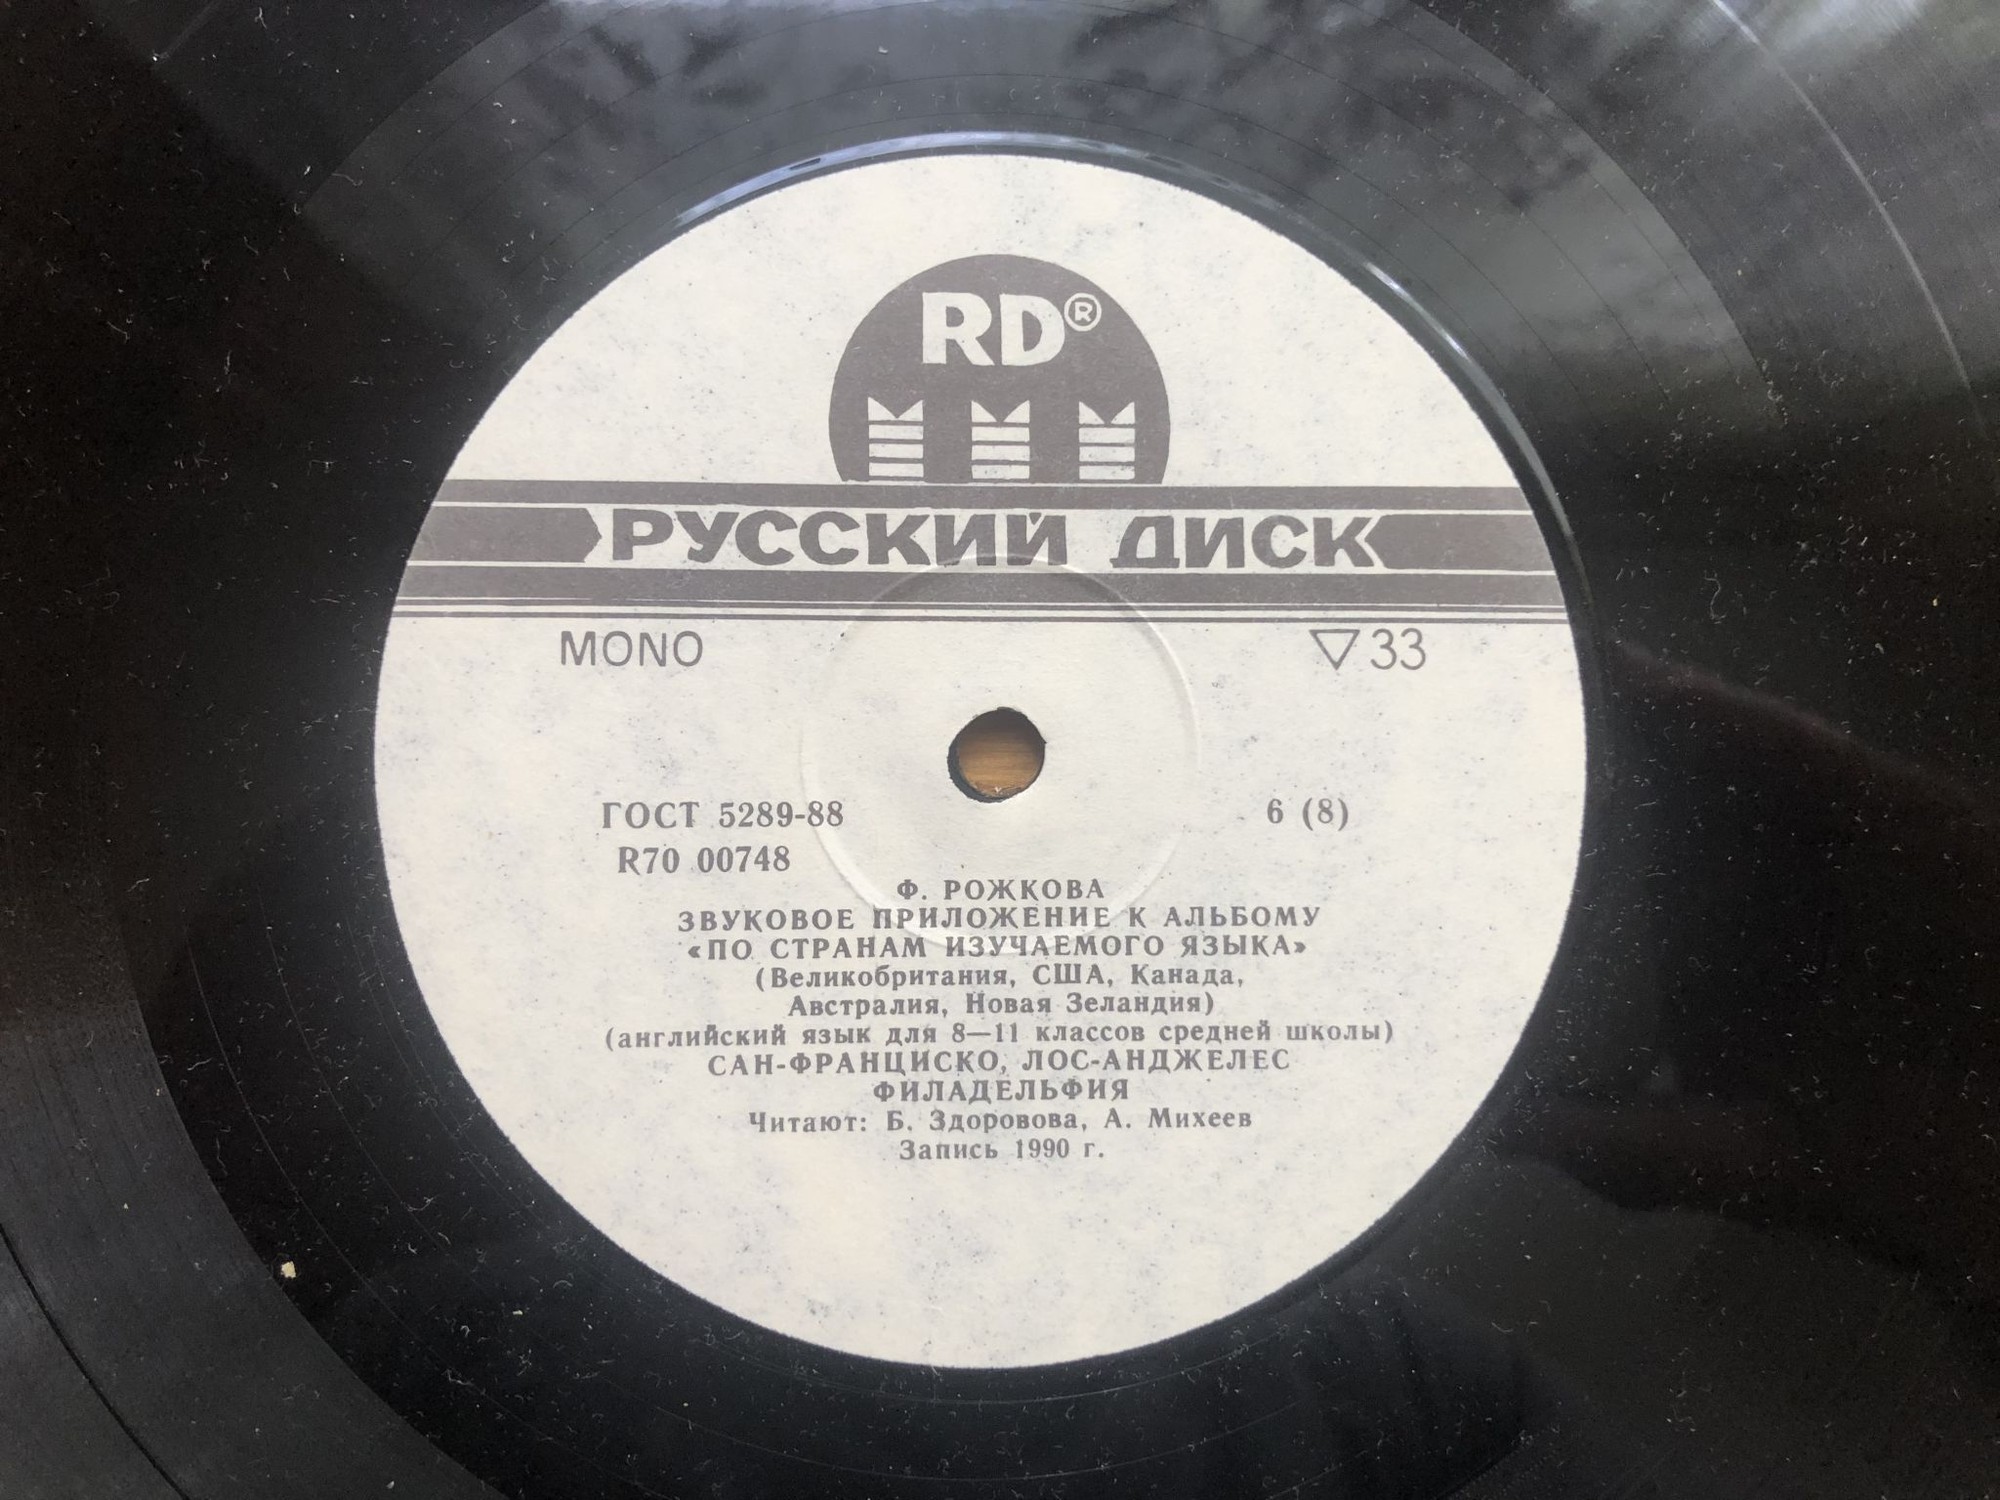 RD®
РУССКИЙ ДИСК
MONO ▽33
ГОСТ 5289-88 6 (8)
R70 00748
Ф. РОЖКОВА
ЗВУКОВОЕ ПРИЛОЖЕНИЕ К АЛЬБОМУ
«ПО СТРАНАМ ИЗУЧАЕМОГО ЯЗЫКА»
(Великобритания, США, Канада,
Австралия, Новая Зеландия)
(английский язык для 8—11 классов средней школы)
САН-ФРАНЦИСКО, ЛОС-АНДЖЕЛЕС
ФИЛАДЕЛЬФИЯ
Читают: Б. Здоровова, А. Михеев
Запись 1990 г.